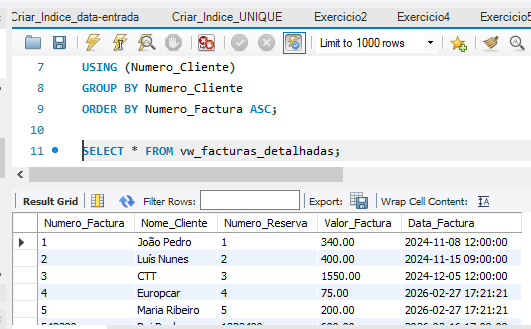 Criar_Indice_data-entrada Criar_Indice_UNIQUE Exercicio2 Exercicio4 Exercicio5
Limit to 1000 rows
7 USING (Numero_Cliente)
8 GROUP BY Numero_Cliente
9 ORDER BY Numero_Factura ASC;
10
11 SELECT * FROM vw_facturas_detalhadas;
Result Grid Filter Rows: Export: Wrap Cell Content: IA
Numero_Factura Nome_Cliente Numero_Reserva Valor_Factura Data_Factura
1 João Pedro 1 340.00 2024-11-08 12:00:00
2 Luís Nunes 2 400.00 2024-11-15 09:00:00
3 CTT 3 1550.00 2024-12-05 12:00:00
4 Europcar 4 75.00 2026-02-27 17:21:21
5 Maria Ribeiro 5 200.00 2026-02-27 17:21:21